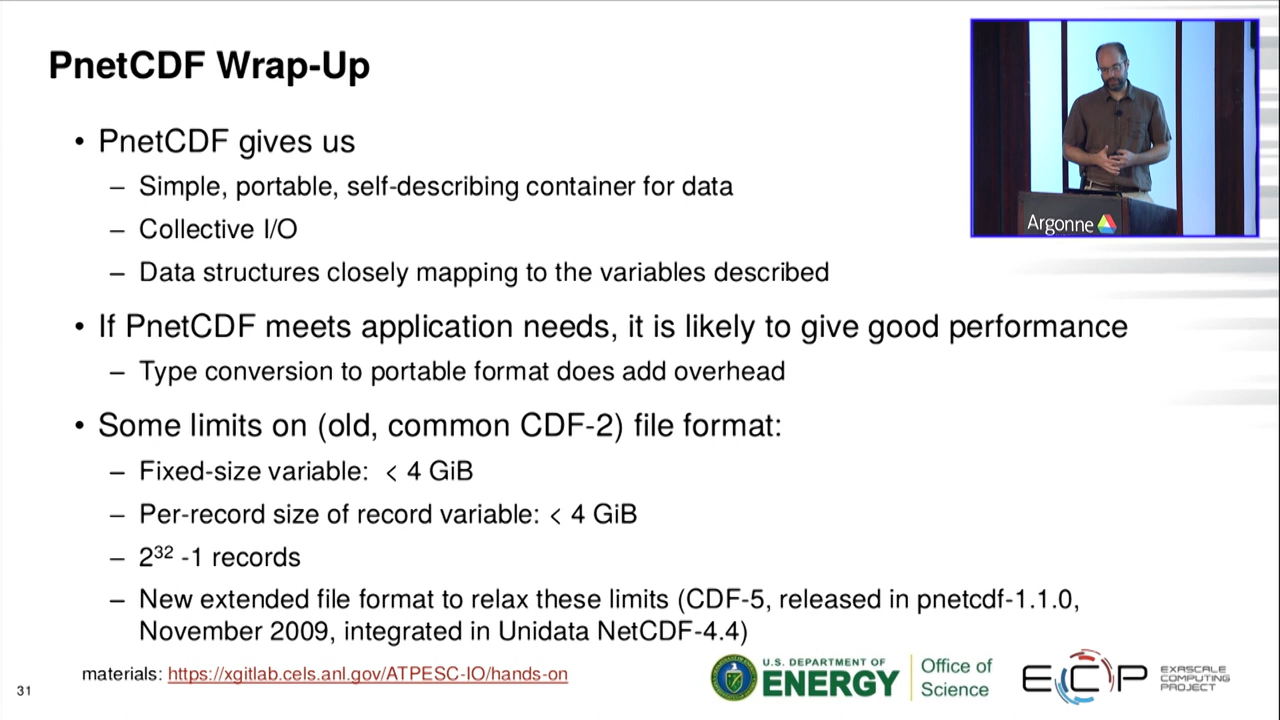 PnetCDF Wrap-Up
• PnetCDF gives us
– Simple, portable, self-describing container for data
– Collective I/O
– Data structures closely mapping to the variables described
• If PnetCDF meets application needs, it is likely to give good performance
– Type conversion to portable format does add overhead
• Some limits on (old, common CDF-2) file format:
– Fixed-size variable: < 4 GiB
– Per-record size of record variable: < 4 GiB
– 2³² -1 records
– New extended file format to relax these limits (CDF-5, released in pnetcdf-1.1.0,
November 2009, integrated in Unidata NetCDF-4.4)
materials: https://xgitlab.cels.anl.gov/ATPESC-IO/hands-on
31
U.S. DEPARTMENT OF
ENERGY
Office of
Science
ECP
EXASCALE
COMPUTING
PROJECT
Argonne